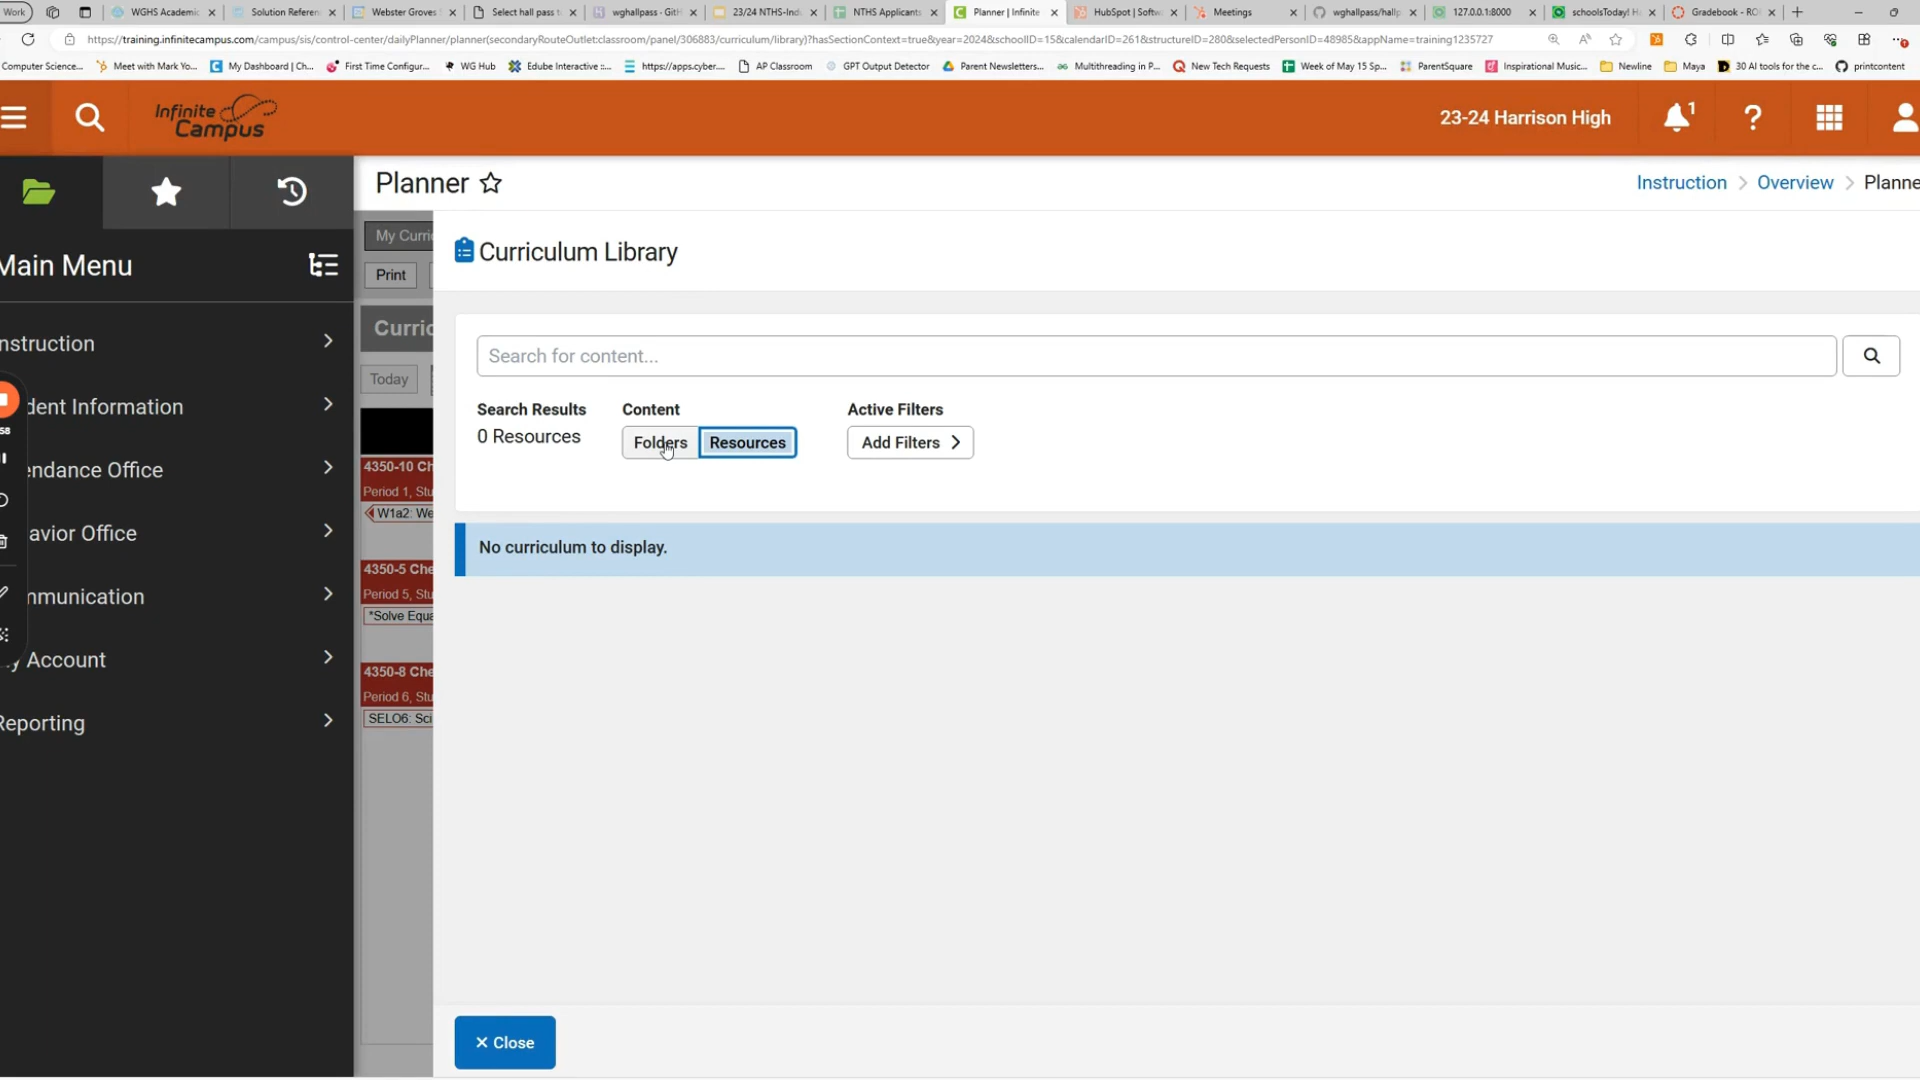 Work
WGHS Academic
Solution Referen
Webster Groves
Select hall pass t
wghallpass - GitH
23/24 NTHS-Ind
NTHS Applicants
Planner | Infinite
HubSpot | Softw
Meetings
wghallpass/hallp
127.0.0.1:8000
schoolsToday! H
Gradebook - RO
https://training.infinitecampus.com/campus/sis/control-center/dailyPlanner/planner(secondaryRouteOutlet:classroom/panel/306883/curriculum/library)?hasSectionContext=true&year=2024&schoolID=15&calendarID=261&structureID=280&selectedPersonID=48985&appName=training1235727
Computer Science...
Meet with Mark Yo...
My Dashboard | Ch...
First Time Configur...
WG Hub
Edube Interactive ::...
https://apps.cyber....
AP Classroom
GPT Output Detector
Parent Newsletters...
Multithreading in P...
New Tech Requests
Week of May 15 Sp...
ParentSquare
Inspirational Music...
Newline
Maya
30 AI tools for the c...
printcontent
Infinite Campus
23-24 Harrison High
1
?
Planner
Instruction > Overview > Planne
Main Menu
nstruction
dent Information
endance Office
avior Office
mmunication
y Account
Reporting
58
My Curri
Print
Curric
Today
4350-10 Ch
Period 1, Stu
W1a2: We
4350-5 Che
Period 5, Stu
*Solve Equa
4350-8 Che
Period 6, Stu
SELO6: Sci
Curriculum Library
Search for content...
Search Results
0 Resources
Content
Folders
Resources
Active Filters
Add Filters >
No curriculum to display.
× Close